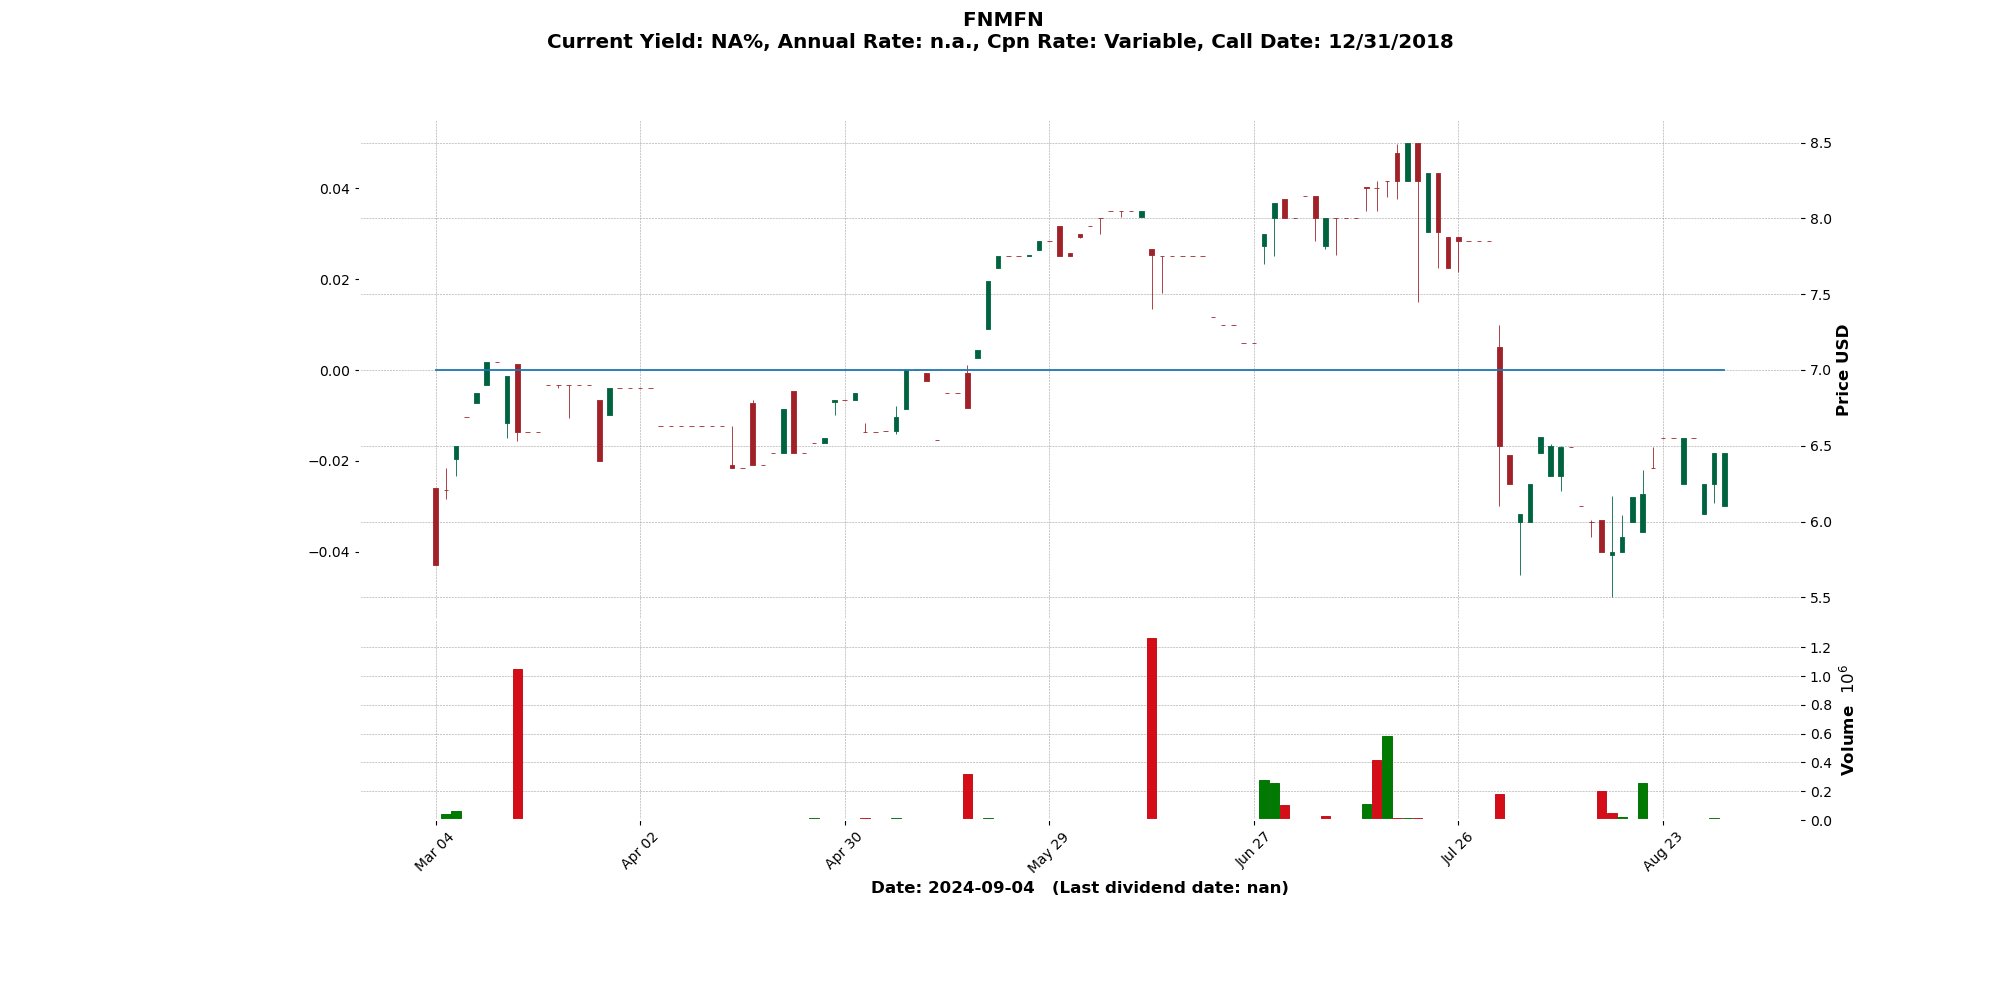 FNMFN
Current Yield: NA%, Annual Rate: n.a., Cpn Rate: Variable, Call Date: 12/31/2018
8.5
0.04
8.0
0.02
7.5
0.00
7.0
Price USD
−0.02
6.5
6.0
−0.04
5.5
1.2
1.0
0.8
0.6
0.4
0.2
0.0
Volume 10⁶
Mar 04
Apr 02
Apr 30
May 29
Jun 27
Jul 26
Aug 23
Date: 2024-09-04 (Last dividend date: nan)